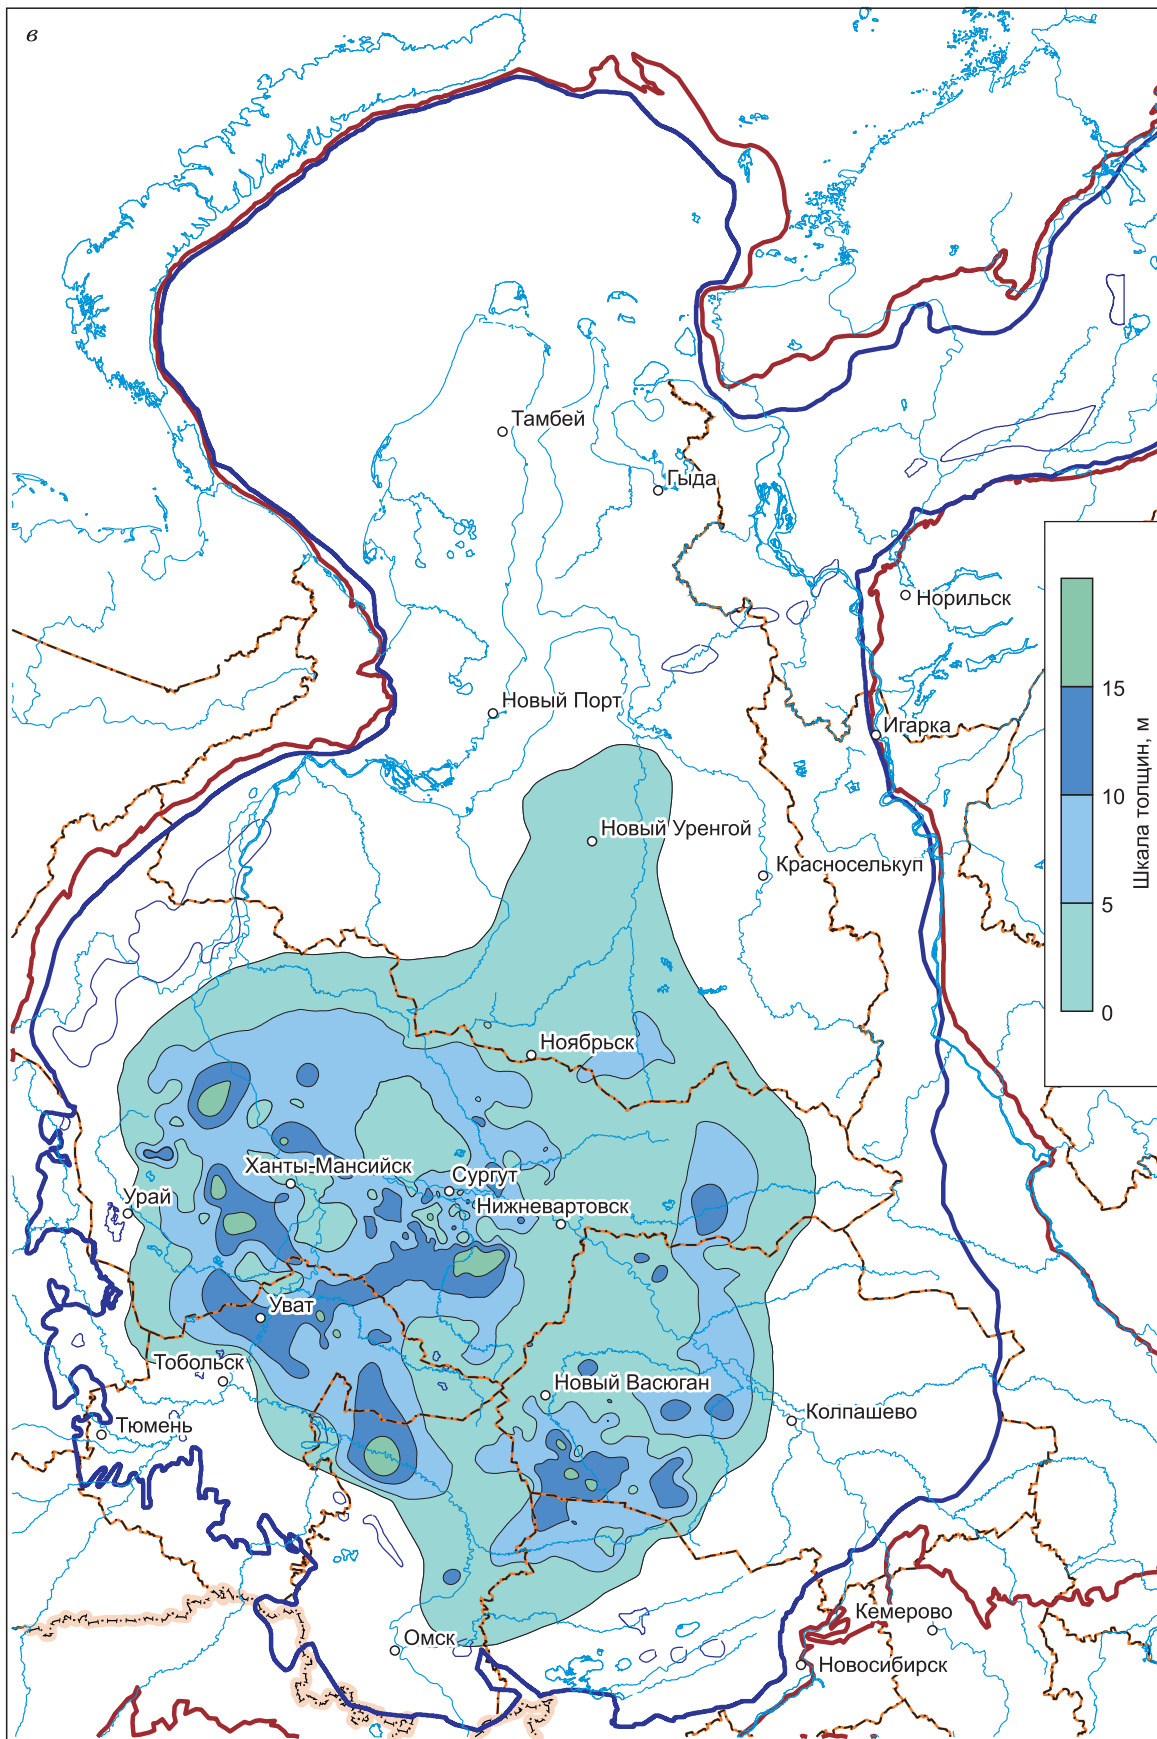 в
Тамбей
Гыда
Норильск
Новый Порт
Игарка
15
Шкала толщин, м
10
Новый Уренгой
Красноселькуп
5
0
Ноябрьск
Ханты-Мансийск
Сургут
Урай
Нижневартовск
Уват
Тобольск
Новый Васюган
Колпашево
Тюмень
Кемерово
Омск
Новосибирск